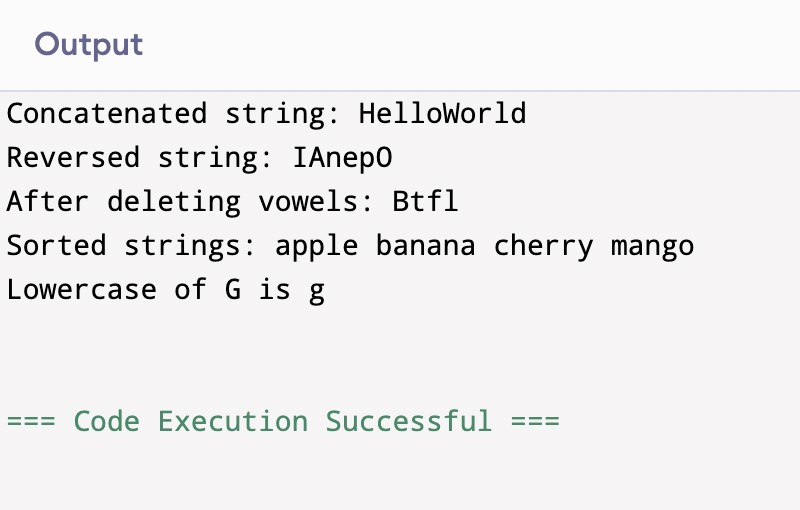 Output
Concatenated string: HelloWorld
Reversed string: IAnepO
After deleting vowels: Btfl
Sorted strings: apple banana cherry mango
Lowercase of G is g
=== Code Execution Successful ===